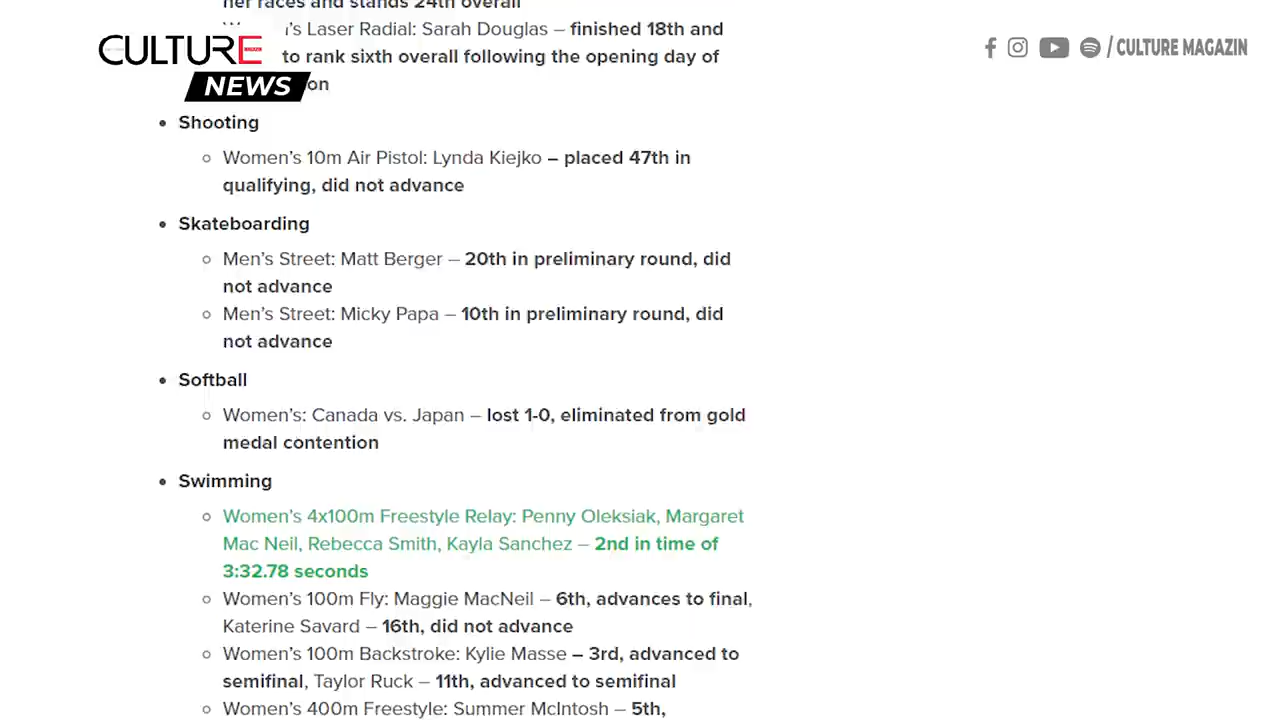 her races and stands 24th overall
's Laser Radial: Sarah Douglas – finished 18th and
to rank sixth overall following the opening day of
on
CULTURE
NEWS
/ CULTURE MAGAZIN
• Shooting
Women's 10m Air Pistol: Lynda Kiejko – placed 47th in
qualifying, did not advance
• Skateboarding
Men's Street: Matt Berger – 20th in preliminary round, did
not advance
Men's Street: Micky Papa – 10th in preliminary round, did
not advance
• Softball
Women's: Canada vs. Japan – lost 1-0, eliminated from gold
medal contention
• Swimming
Women's 4x100m Freestyle Relay: Penny Oleksiak, Margaret
Mac Neil, Rebecca Smith, Kayla Sanchez – 2nd in time of
3:32.78 seconds
Women's 100m Fly: Maggie MacNeil – 6th, advances to final,
Katerine Savard – 16th, did not advance
Women's 100m Backstroke: Kylie Masse – 3rd, advanced to
semifinal, Taylor Ruck – 11th, advanced to semifinal
Women's 400m Freestyle: Summer McIntosh – 5th,